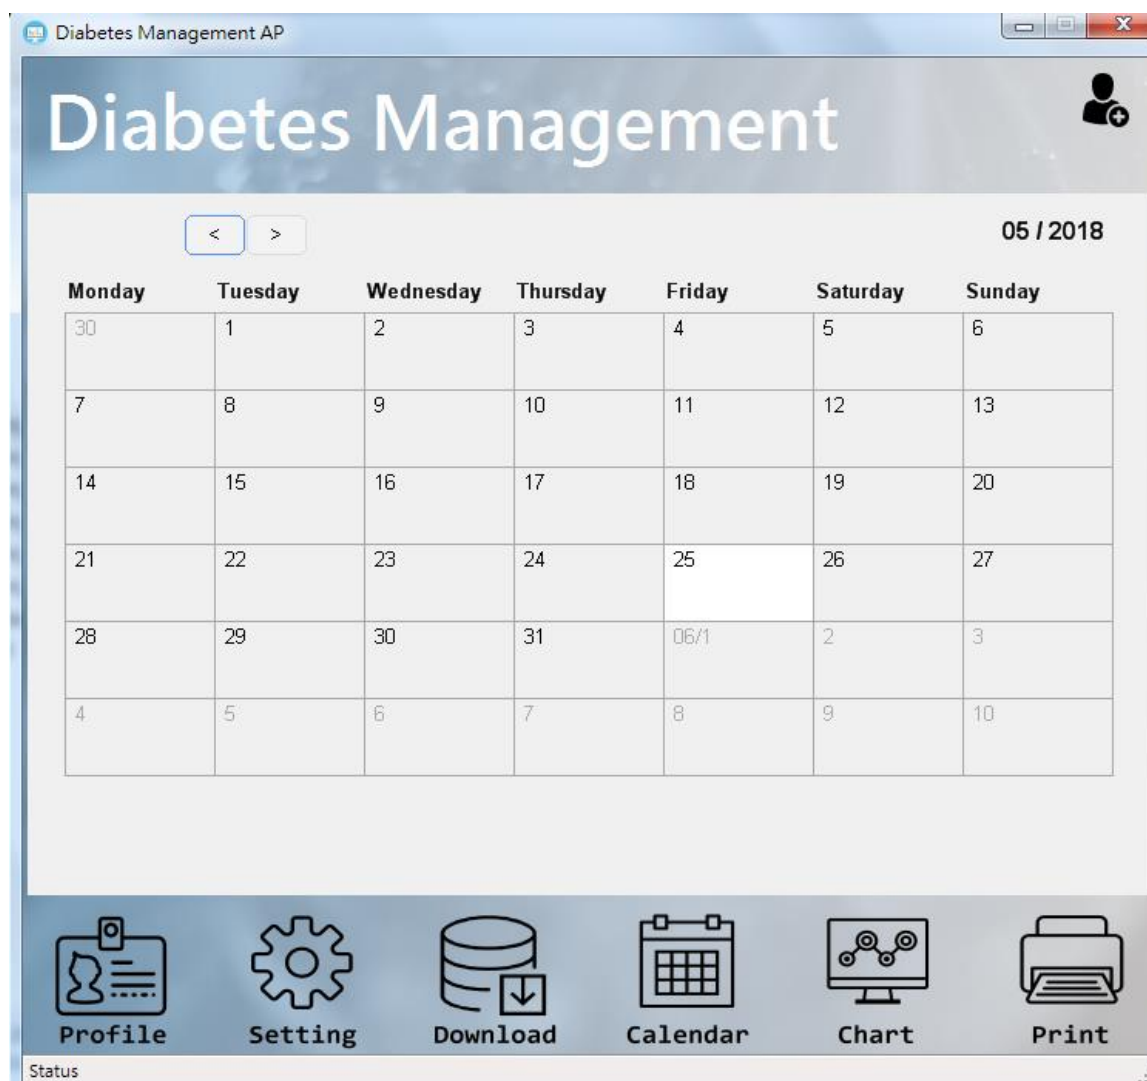 Diabetes Management AP
Diabetes Management
< > 05 / 2018
Monday Tuesday Wednesday Thursday Friday Saturday Sunday
30 1 2 3 4 5 6
7 8 9 10 11 12 13
14 15 16 17 18 19 20
21 22 23 24 25 26 27
28 29 30 31 06/1 2 3
4 5 6 7 8 9 10
Profile Setting Download Calendar Chart Print
Status